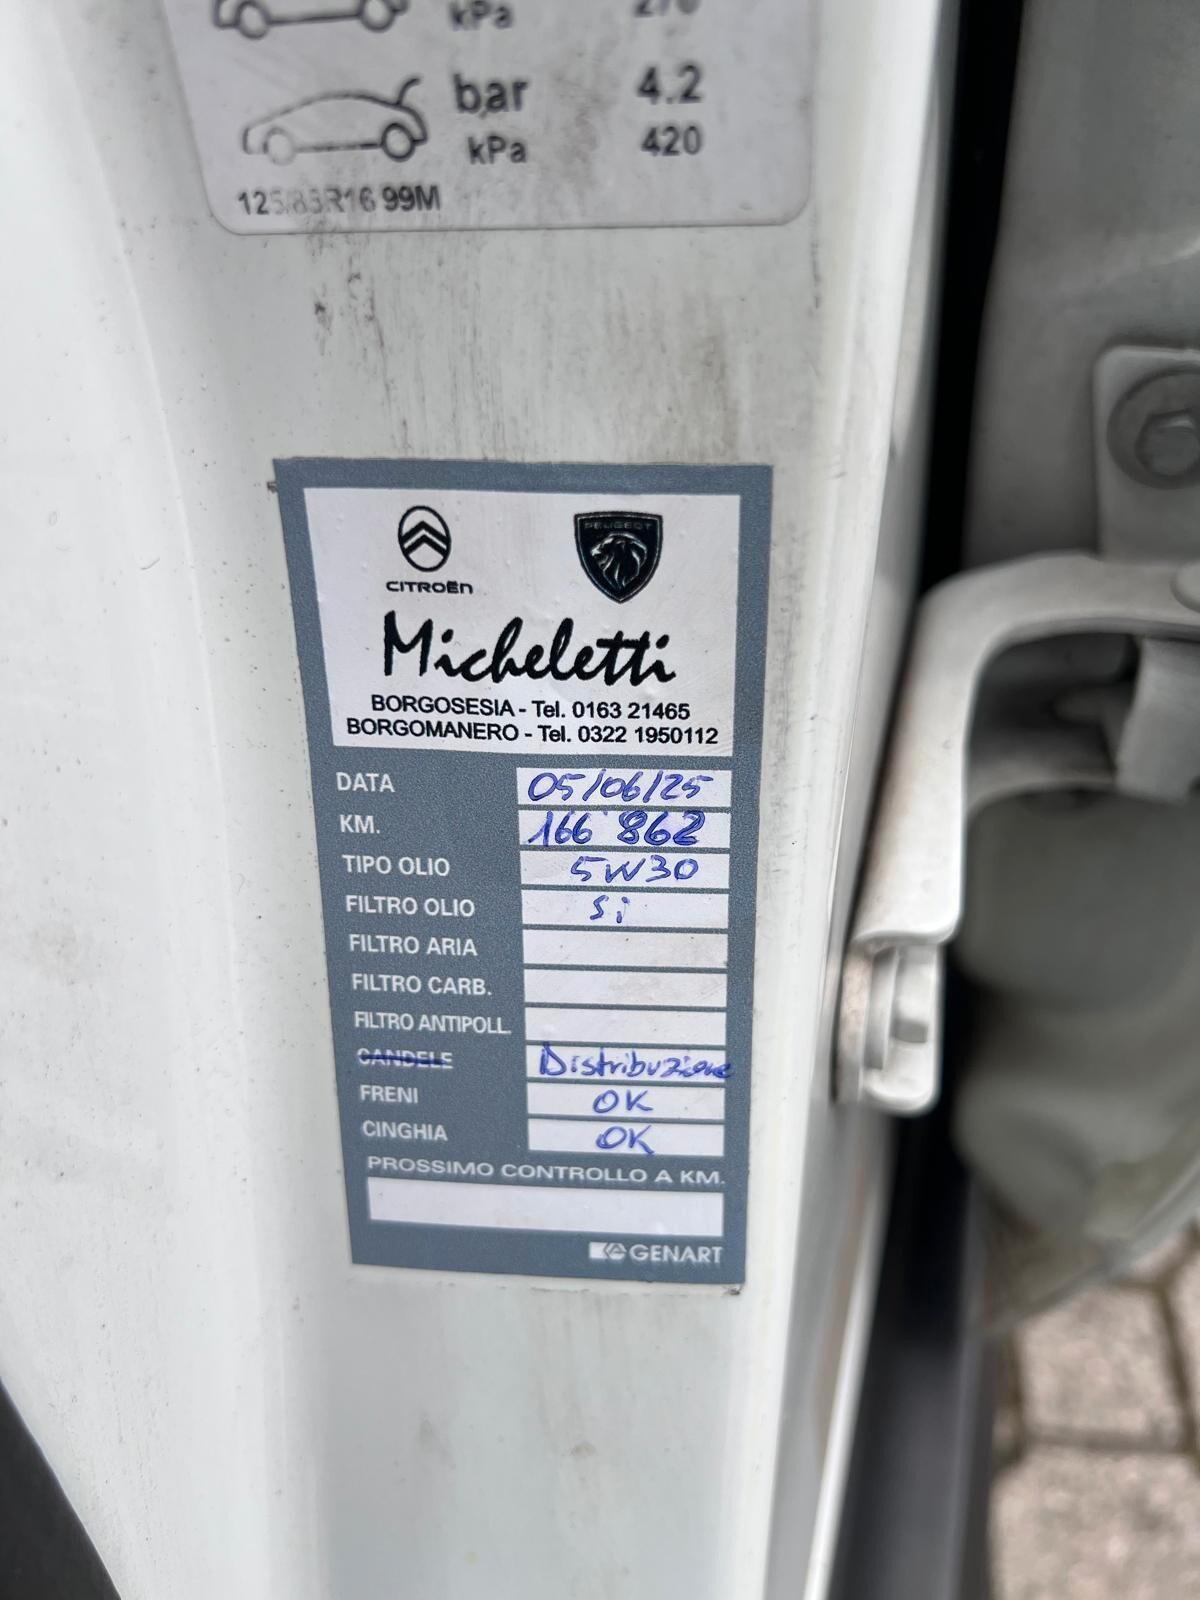 kPa 270
bar 4.2
kPa 420
125/85R16 99M
CITROËN
PEUGEOT
Micheletti
BORGOSESIA - Tel. 0163 21465
BORGOMANERO - Tel. 0322 1950112
DATA 05/06/25
KM. 166 862
TIPO OLIO 5W30
FILTRO OLIO Si
FILTRO ARIA
FILTRO CARB.
FILTRO ANTIPOLL.
CANDELE Distribuzione
FRENI OK
CINGHIA OK
PROSSIMO CONTROLLO A KM.
GENART